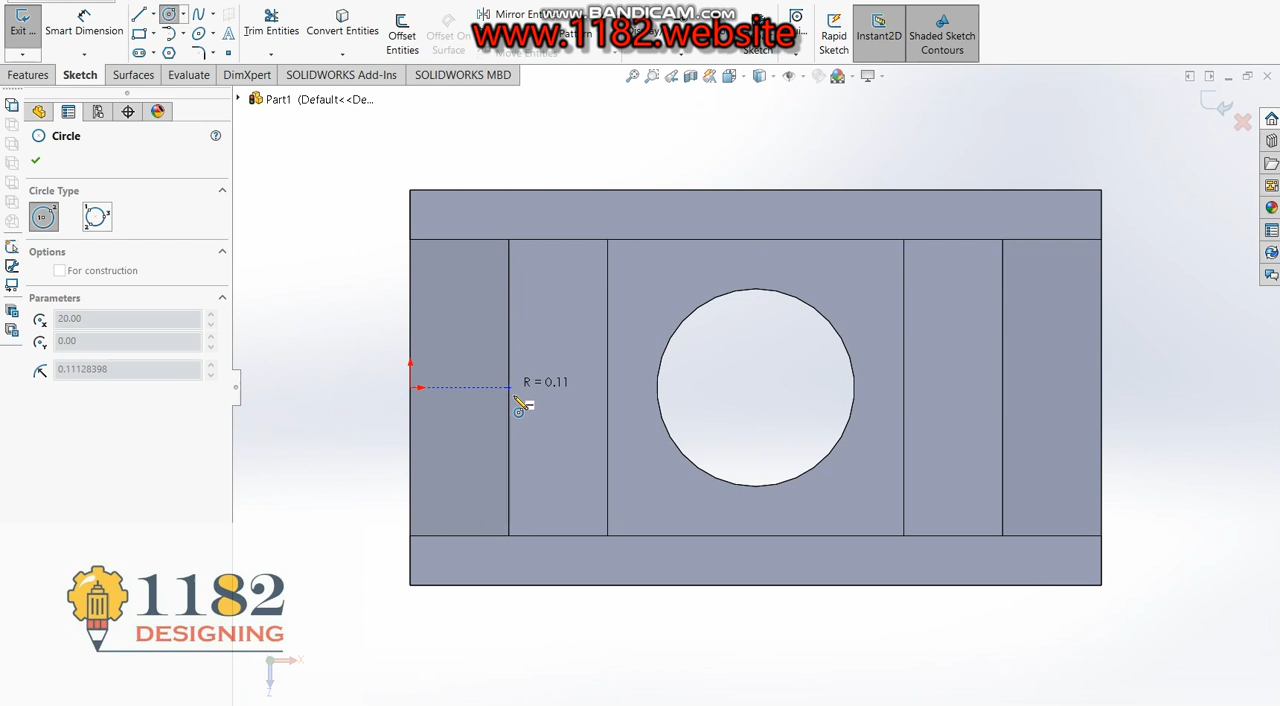 www.BANDICAM.com
www.1182.website
Exit ...
Smart Dimension
Trim Entities
Convert Entities
Offset Entities
Offset On Surface
Mirror Enti
Move Entities
Rapid Sketch
Instant2D
Shaded Sketch Contours
Features
Sketch
Surfaces
Evaluate
DimXpert
SOLIDWORKS Add-Ins
SOLIDWORKS MBD
Part1 (Default<<De...
Circle
Circle Type
Options
For construction
Parameters
20.00
0.00
0.11128398
R = 0.11
1182
DESIGNING
X
Z